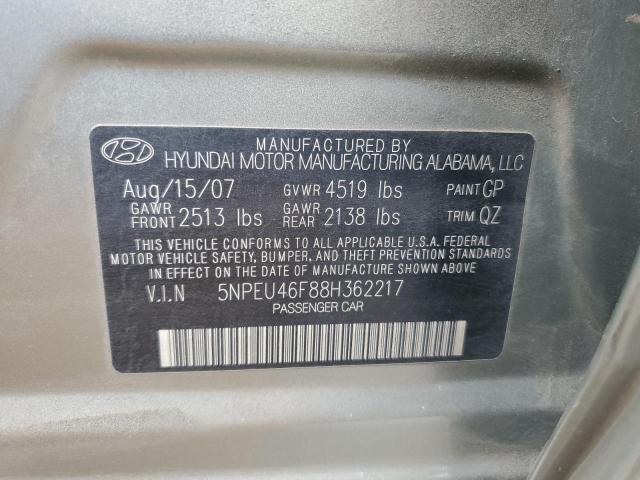 MANUFACTURED BY
HYUNDAI MOTOR MANUFACTURING ALABAMA, LLC
Aug/15/07 GVWR 4519 lbs PAINT GP
GAWR FRONT 2513 lbs GAWR REAR 2138 lbs TRIM QZ
THIS VEHICLE CONFORMS TO ALL APPLICABLE U.S.A. FEDERAL
MOTOR VEHICLE SAFETY, BUMPER, AND THEFT STANDARDS
IN EFFECT ON THE DATE OF MANUFACTURE SHOWN ABOVE
V.I.N 5NPEU46F88H362217
PASSENGER CAR